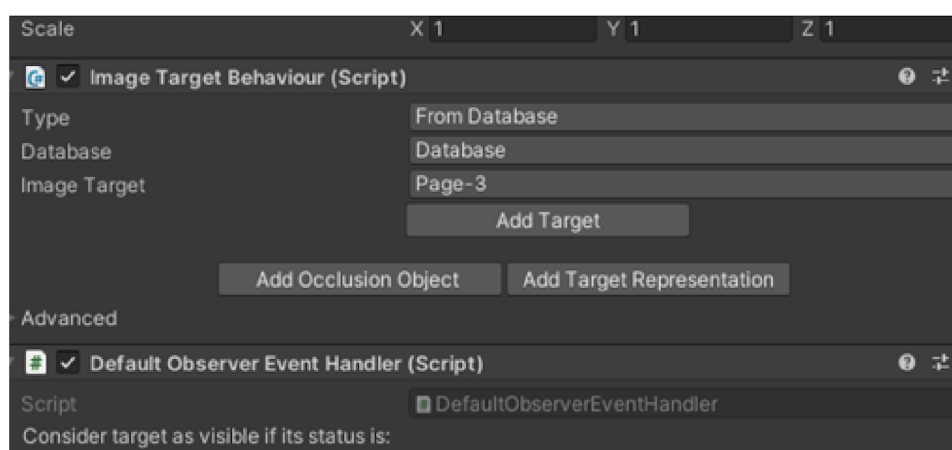 Scale X 1 Y 1 Z 1
Image Target Behaviour (Script)
Type From Database
Database Database
Image Target Page-3
Add Target
Add Occlusion Object Add Target Representation
Advanced
# Default Observer Event Handler (Script)
Script # DefaultObserverEventHandler
Consider target as visible if its status is: